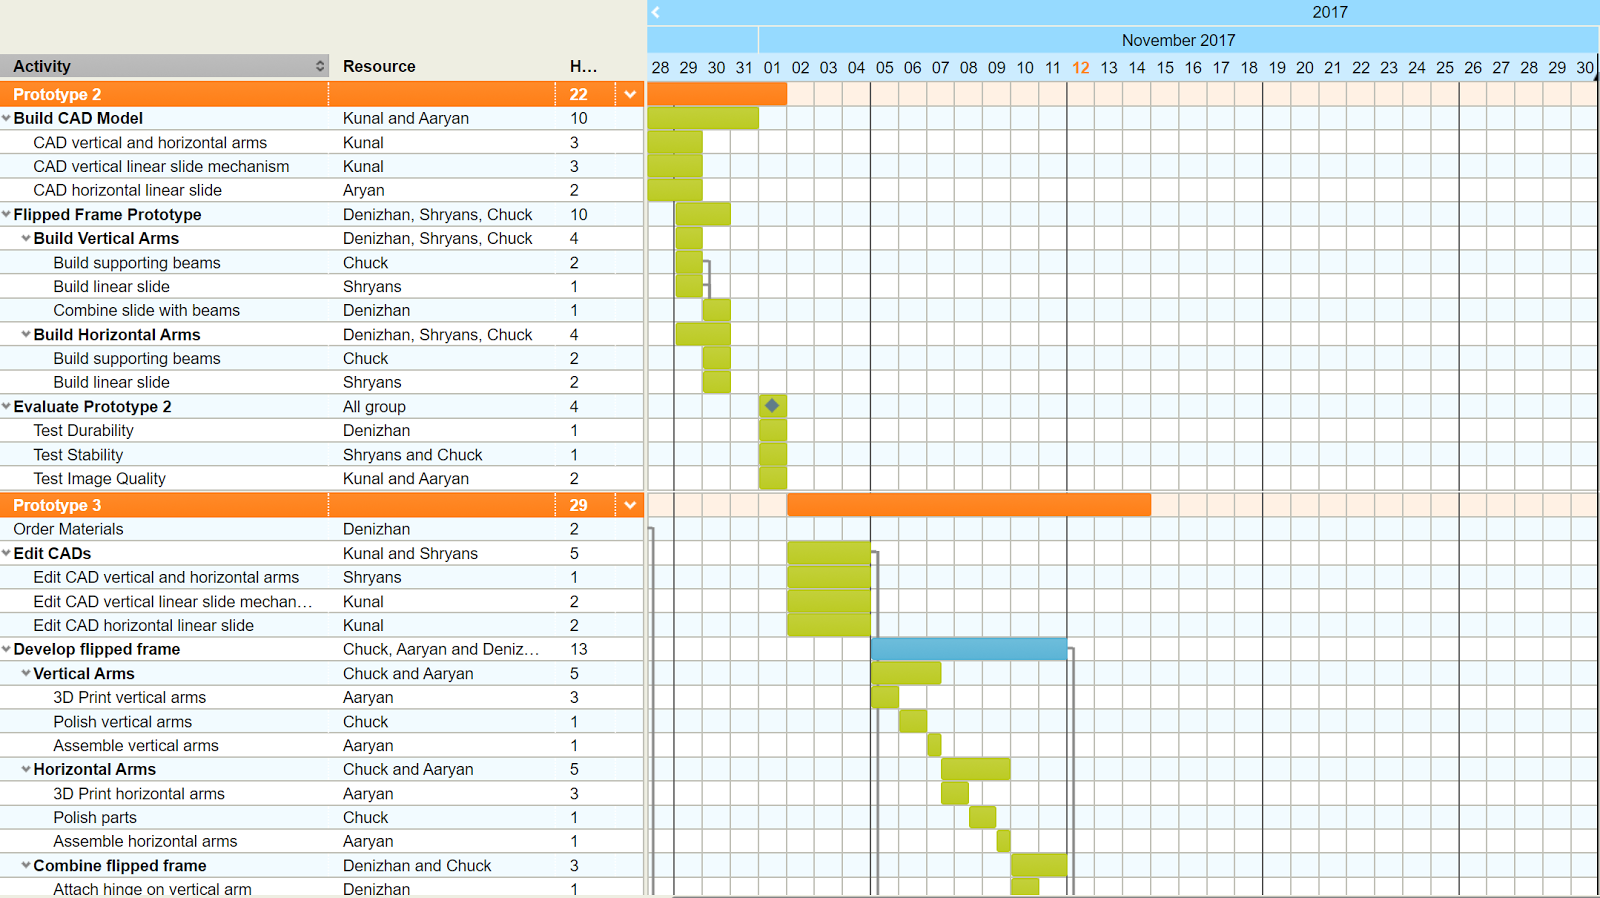 2017
November 2017
Activity Resource H... 28 29 30 31 01 02 03 04 05 06 07 08 09 10 11 12 13 14 15 16 17 18 19 20 21 22 23 24 25 26 27 28 29 30
Prototype 2 22
Build CAD Model Kunal and Aaryan 10
CAD vertical and horizontal arms Kunal 3
CAD vertical linear slide mechanism Kunal 3
CAD horizontal linear slide Aryan 2
Flipped Frame Prototype Denizhan, Shryans, Chuck 10
Build Vertical Arms Denizhan, Shryans, Chuck 4
Build supporting beams Chuck 2
Build linear slide Shryans 1
Combine slide with beams Denizhan 1
Build Horizontal Arms Denizhan, Shryans, Chuck 4
Build supporting beams Chuck 2
Build linear slide Shryans 2
Evaluate Prototype 2 All group 4
Test Durability Denizhan 1
Test Stability Shryans and Chuck 1
Test Image Quality Kunal and Aaryan 2
Prototype 3 29
Order Materials Denizhan 2
Edit CADs Kunal and Shryans 5
Edit CAD vertical and horizontal arms Shryans 1
Edit CAD vertical linear slide mechan... Kunal 2
Edit CAD horizontal linear slide Kunal 2
Develop flipped frame Chuck, Aaryan and Deniz... 13
Vertical Arms Chuck and Aaryan 5
3D Print vertical arms Aaryan 3
Polish vertical arms Chuck 1
Assemble vertical arms Aaryan 1
Horizontal Arms Chuck and Aaryan 5
3D Print horizontal arms Aaryan 3
Polish parts Chuck 1
Assemble horizontal arms Aaryan 1
Combine flipped frame Denizhan and Chuck 3
Attach hinge on vertical arm Denizhan 1